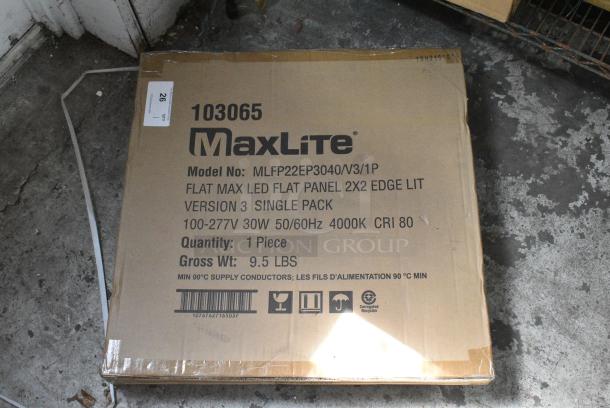 26
103065
MaxLite®
Model No: MLFP22EP3040/V3/1P
FLAT MAX LED FLAT PANEL 2X2 EDGE LIT
VERSION 3 SINGLE PACK
100-277V 30W 50/60Hz 4000K CRI 80
Quantity: 1 Piece
GROUP
Gross Wt: 9.5 LBS
MIN 90°C SUPPLY CONDUCTORS; LES FILS D'ALIMENTATION 90 °C MIN